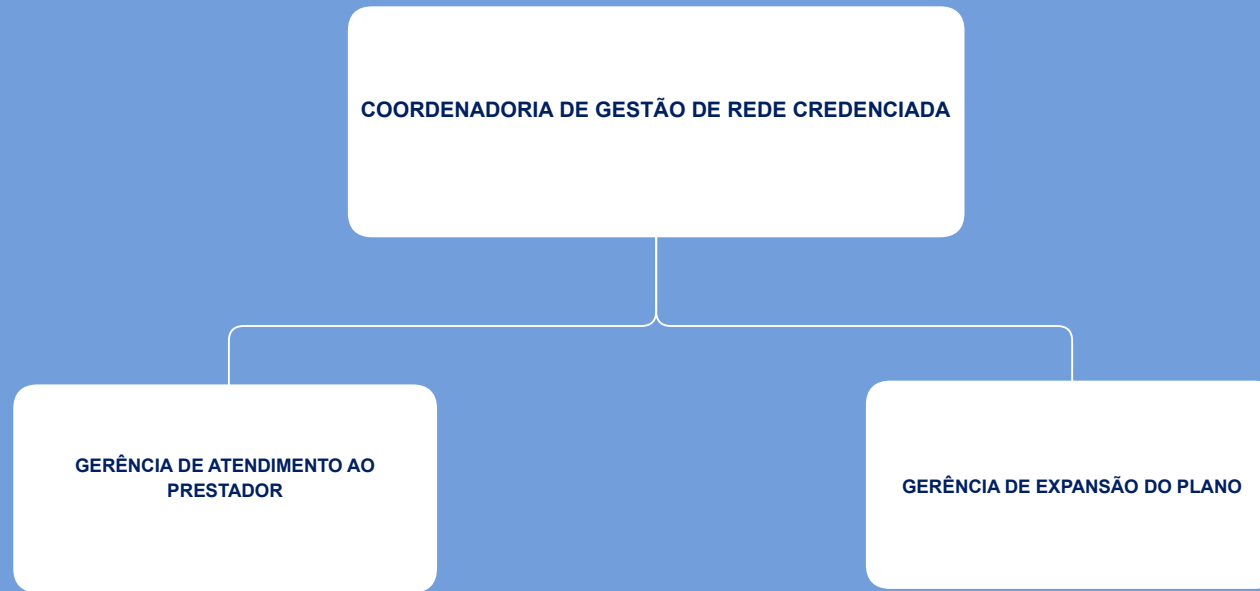 COORDENADORIA DE GESTÃO DE REDE CREDENCIADA
GERÊNCIA DE ATENDIMENTO AO
PRESTADOR
GERÊNCIA DE EXPANSÃO DO PLANO